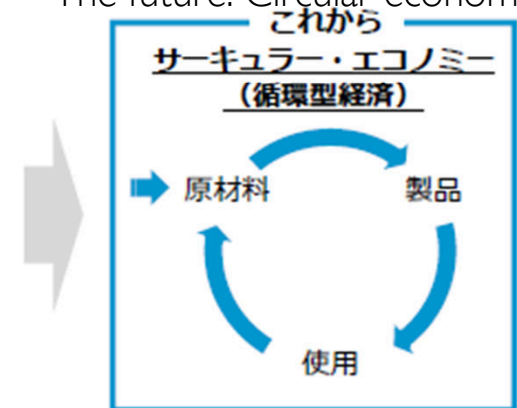 The future: Circular econom
これから
サーキュラー・エコノミー
（循環型経済）
原材料
製品
使用